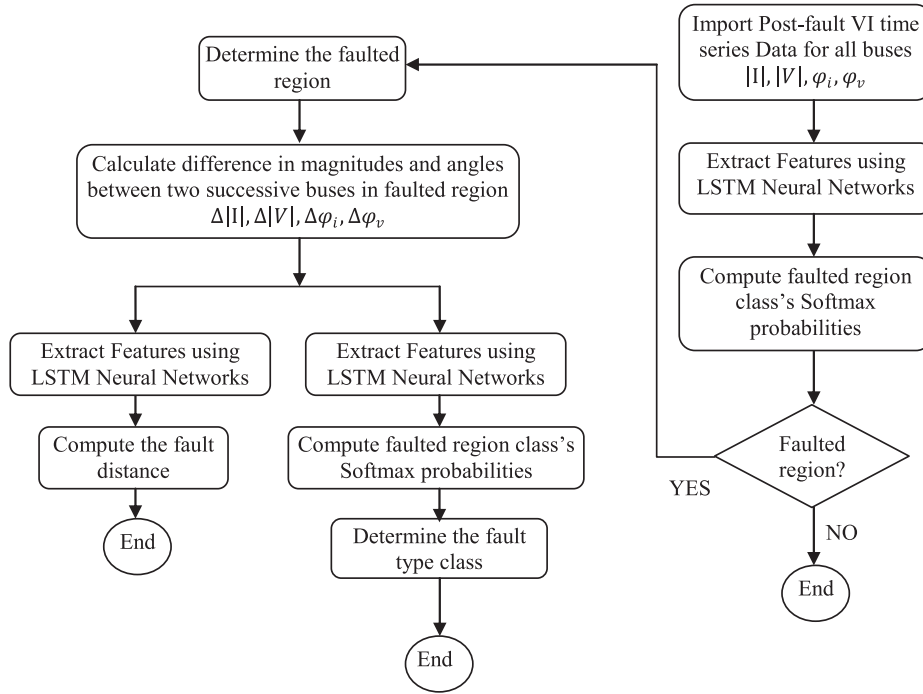 Import Post-fault VI time
series Data for all buses
|I|, |V|, φᵢ, φᵥ
Extract Features using
LSTM Neural Networks
Compute faulted region
class's Softmax
probabilities
Faulted
region?
YES
NO
End
Determine the faulted
region
Calculate difference in magnitudes and angles
between two successive buses in faulted region
Δ|I|, Δ|V|, Δφᵢ, Δφᵥ
Extract Features using
LSTM Neural Networks
Compute the fault
distance
End
Extract Features using
LSTM Neural Networks
Compute faulted region class's
Softmax probabilities
Determine the fault
type class
End